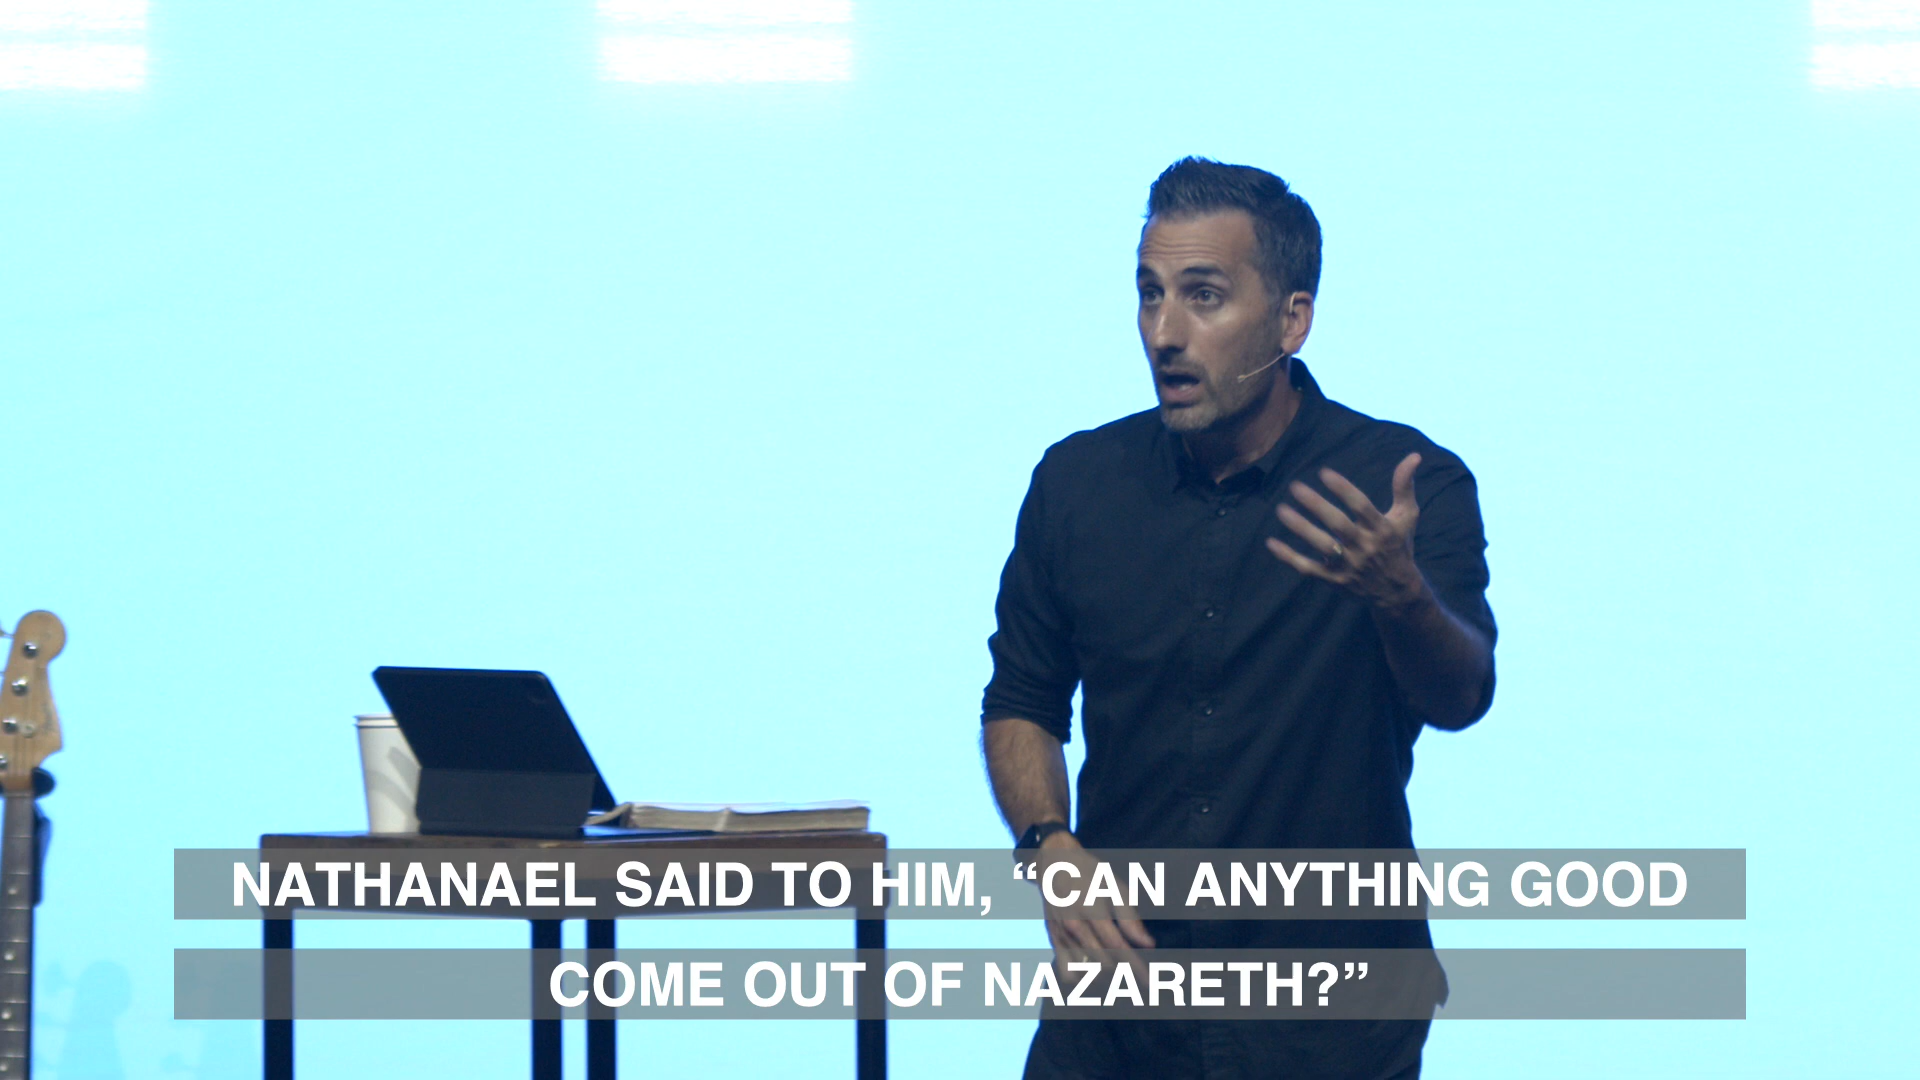 NATHANAEL SAID TO HIM, “CAN ANYTHING GOOD
COME OUT OF NAZARETH?”